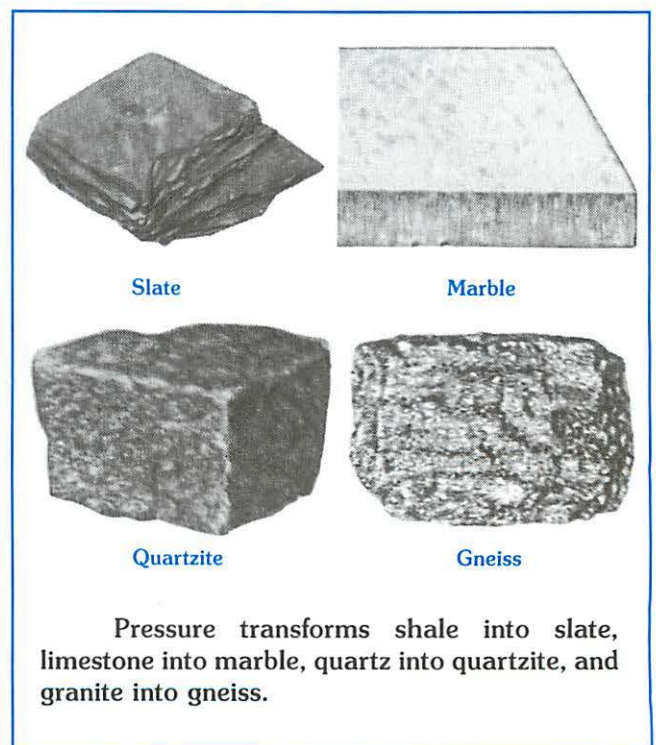 Slate
Marble
Quartzite
Gneiss
Pressure transforms shale into slate,
limestone into marble, quartz into quartzite, and
granite into gneiss.